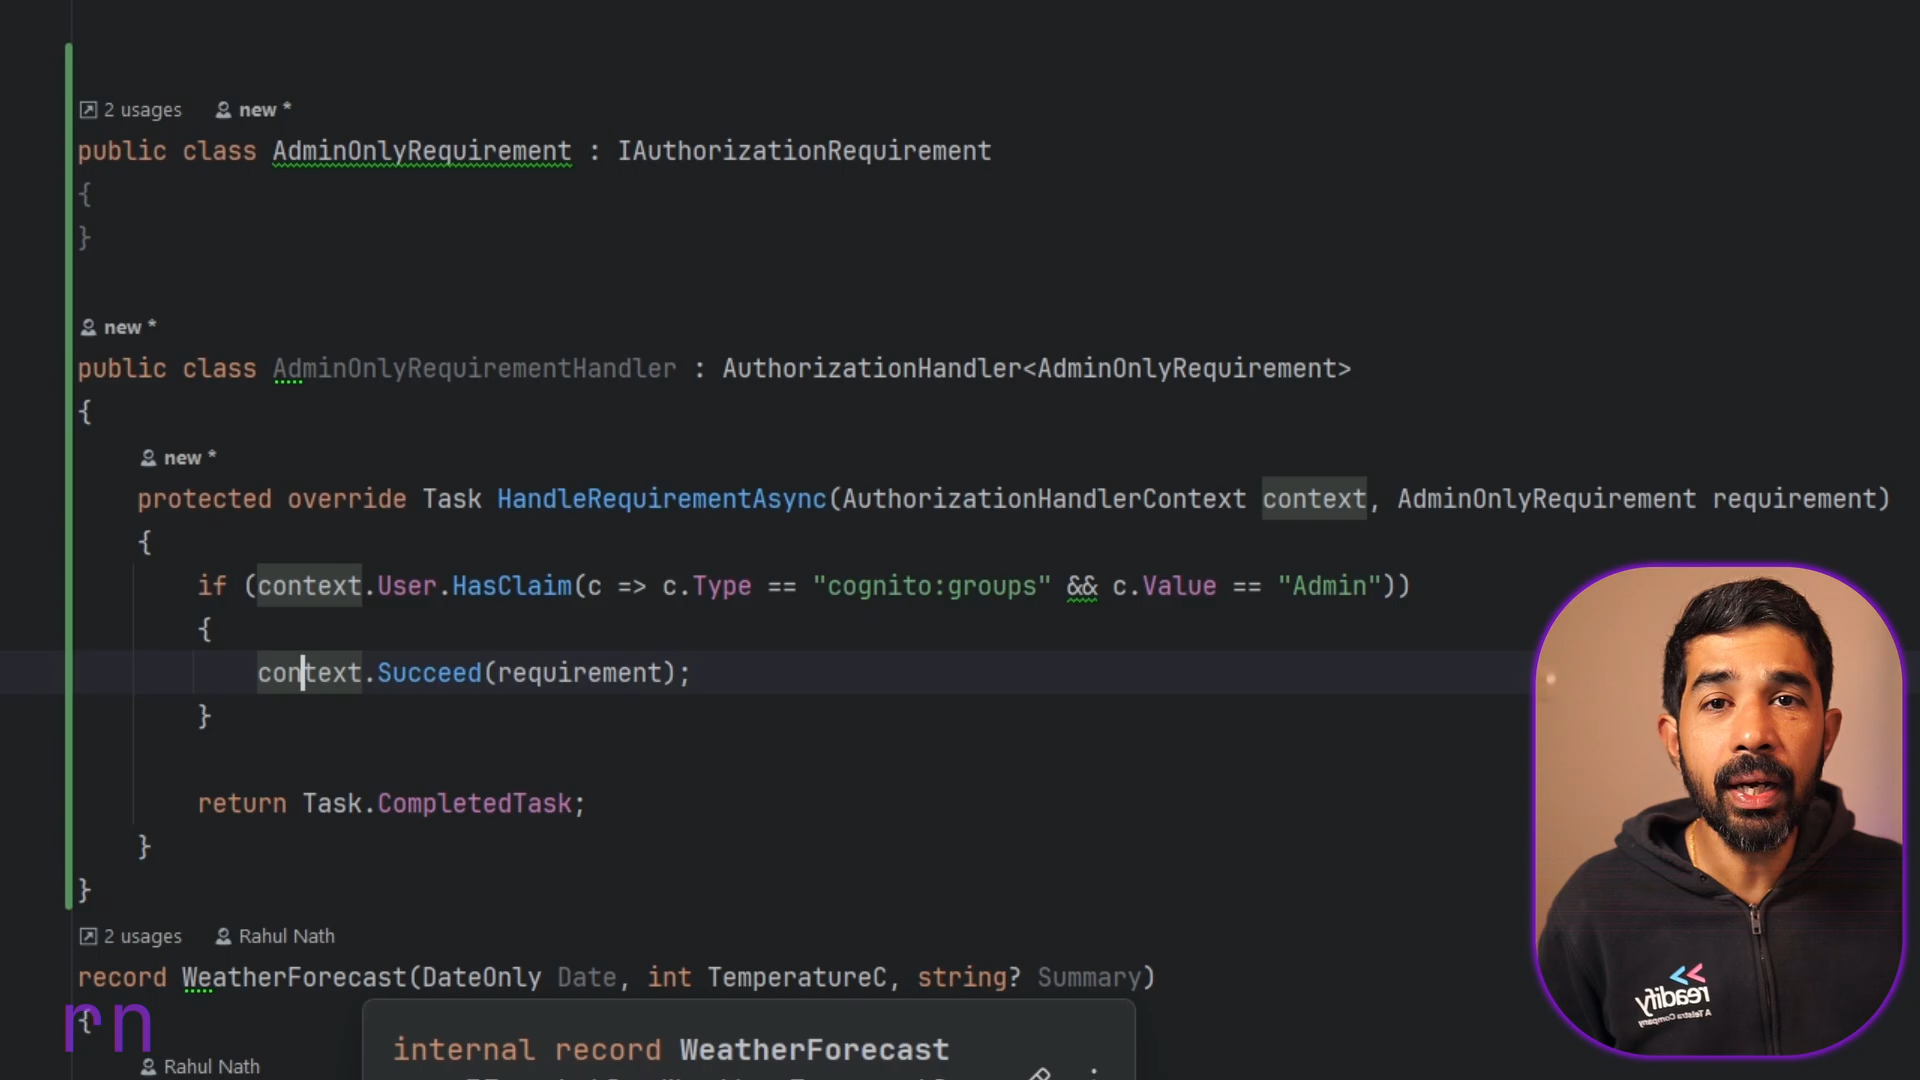 2 usages new *
public class AdminOnlyRequirement : IAuthorizationRequirement
{
}
new *
public class AdminOnlyRequirementHandler : AuthorizationHandler<AdminOnlyRequirement>
{
new *
protected override Task HandleRequirementAsync(AuthorizationHandlerContext context, AdminOnlyRequirement requirement)
{
if (context.User.HasClaim(c => c.Type == "cognito:groups" && c.Value == "Admin"))
{
context.Succeed(requirement);
}
return Task.CompletedTask;
}
}
2 usages Rahul Nath
record WeatherForecast(DateOnly Date, int TemperatureC, string? Summary)
{
rn
internal record WeatherForecast
Rahul Nath
readify
A Telstra Company